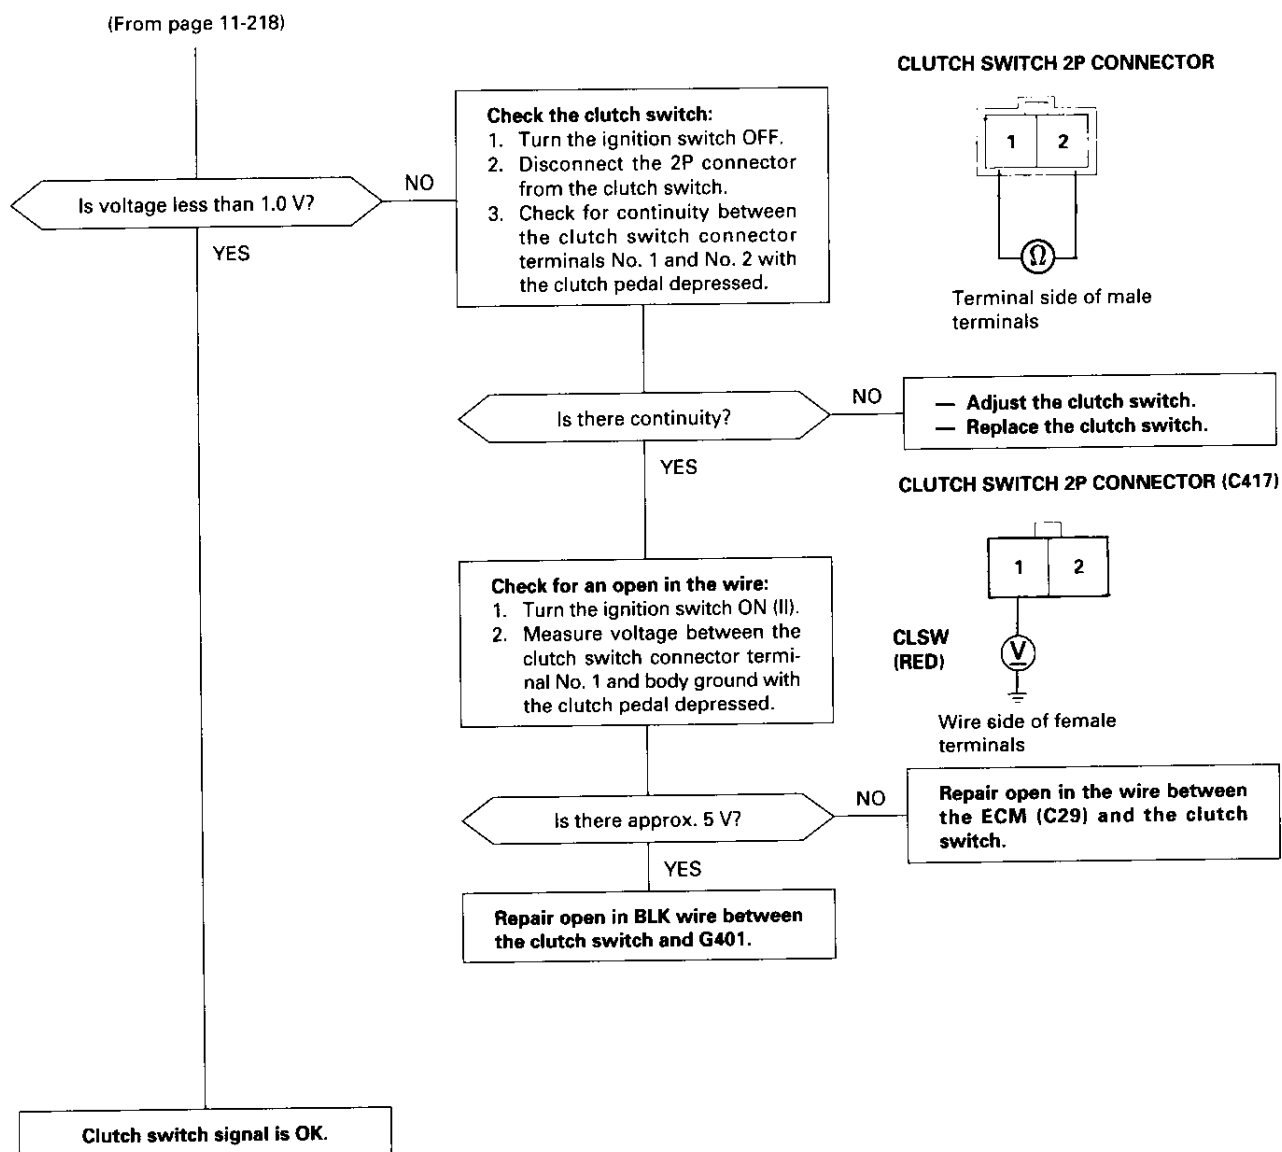 (From page 11-218)
CLUTCH SWITCH 2P CONNECTOR
1 2
Ω
Terminal side of male
terminals
Check the clutch switch:
1. Turn the ignition switch OFF.
2. Disconnect the 2P connector
from the clutch switch.
3. Check for continuity between
the clutch switch connector
terminals No. 1 and No. 2 with
the clutch pedal depressed.
Is voltage less than 1.0 V?
NO
YES
Is there continuity?
NO
— Adjust the clutch switch.
— Replace the clutch switch.
YES
CLUTCH SWITCH 2P CONNECTOR (C417)
1 2
CLSW
(RED)
V
Wire side of female
terminals
Check for an open in the wire:
1. Turn the ignition switch ON (II).
2. Measure voltage between the
clutch switch connector termi-
nal No. 1 and body ground with
the clutch pedal depressed.
Is there approx. 5 V?
NO
Repair open in the wire between
the ECM (C29) and the clutch
switch.
YES
Repair open in BLK wire between
the clutch switch and G401.
Clutch switch signal is OK.